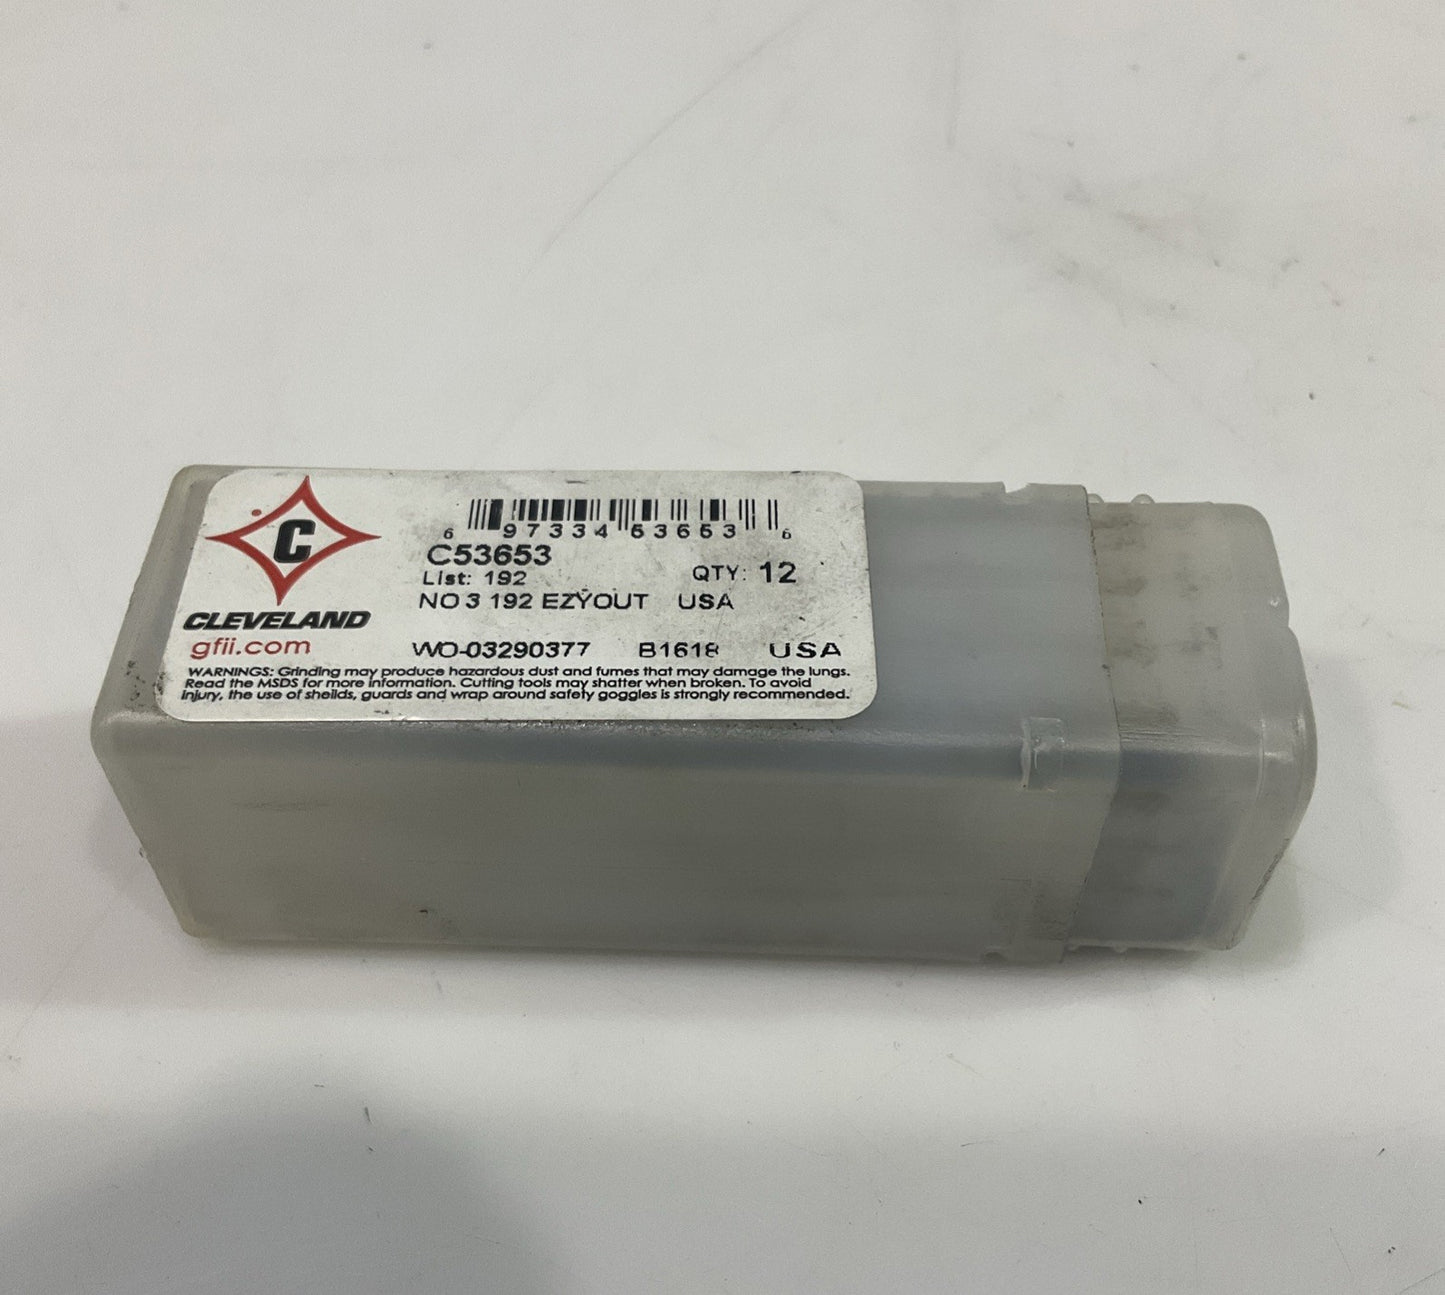 6 97334 53653 6
C53653
List: 192
QTY: 12
NO 3 192 EZYOUT USA
C
CLEVELAND
gfii.com
WO-03290377 B1618 USA
WARNINGS: Grinding may produce hazardous dust and fumes that may damage the lungs.
Read the MSDS for more information. Cutting tools may shatter when broken. To avoid
injury, the use of sheilds, guards and wrap around safety goggles is strongly recommended.